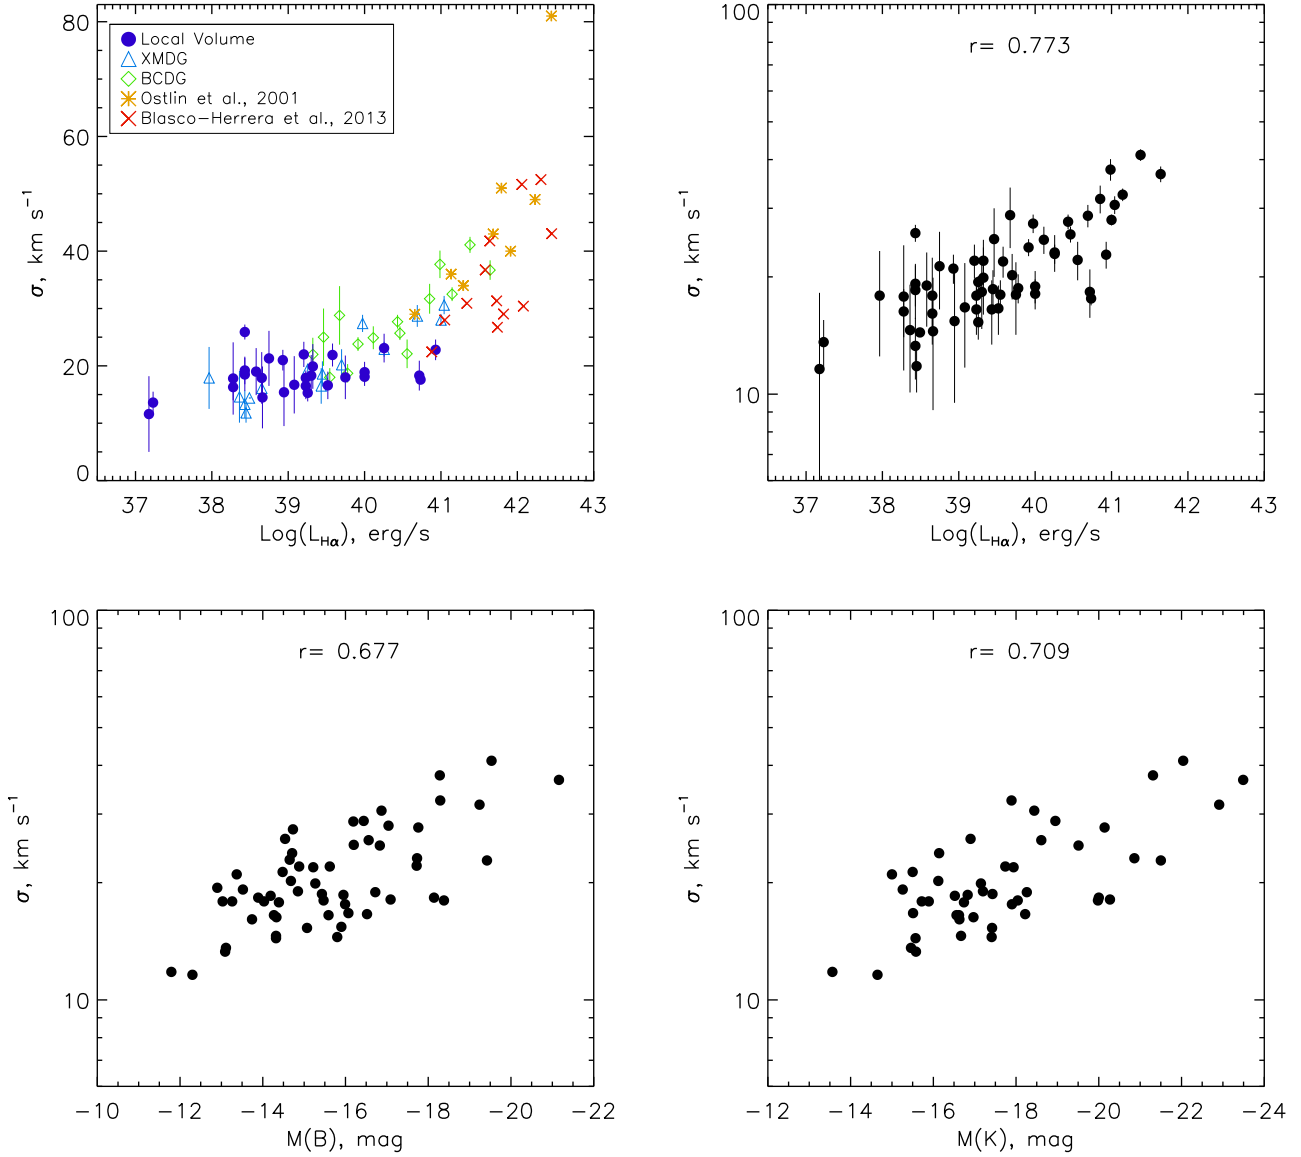 80
60
40
20
0
σ, km s⁻¹
Local Volume
XMDG
BCDG
Ostlin et al., 2001
Blasco-Herrera et al., 2013
37 38 39 40 41 42 43
Log(L_Hα), erg/s
100
10
σ, km s⁻¹
r= 0.773
37 38 39 40 41 42 43
Log(L_Hα), erg/s
100
10
σ, km s⁻¹
r= 0.677
−10 −12 −14 −16 −18 −20 −22
M(B), mag
100
10
σ, km s⁻¹
r= 0.709
−12 −14 −16 −18 −20 −22 −24
M(K), mag